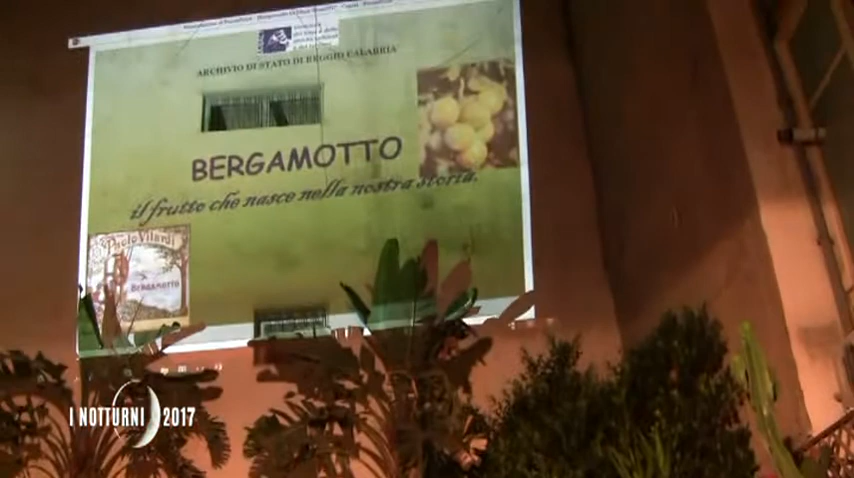 ARCHIVIO DI STATO DI REGGIO CALABRIA
BERGAMOTTO
il frutto che nasce nella nostra storia.
Paolo Vilardi
BERGAMOTTO
I NOTTURNI 2017